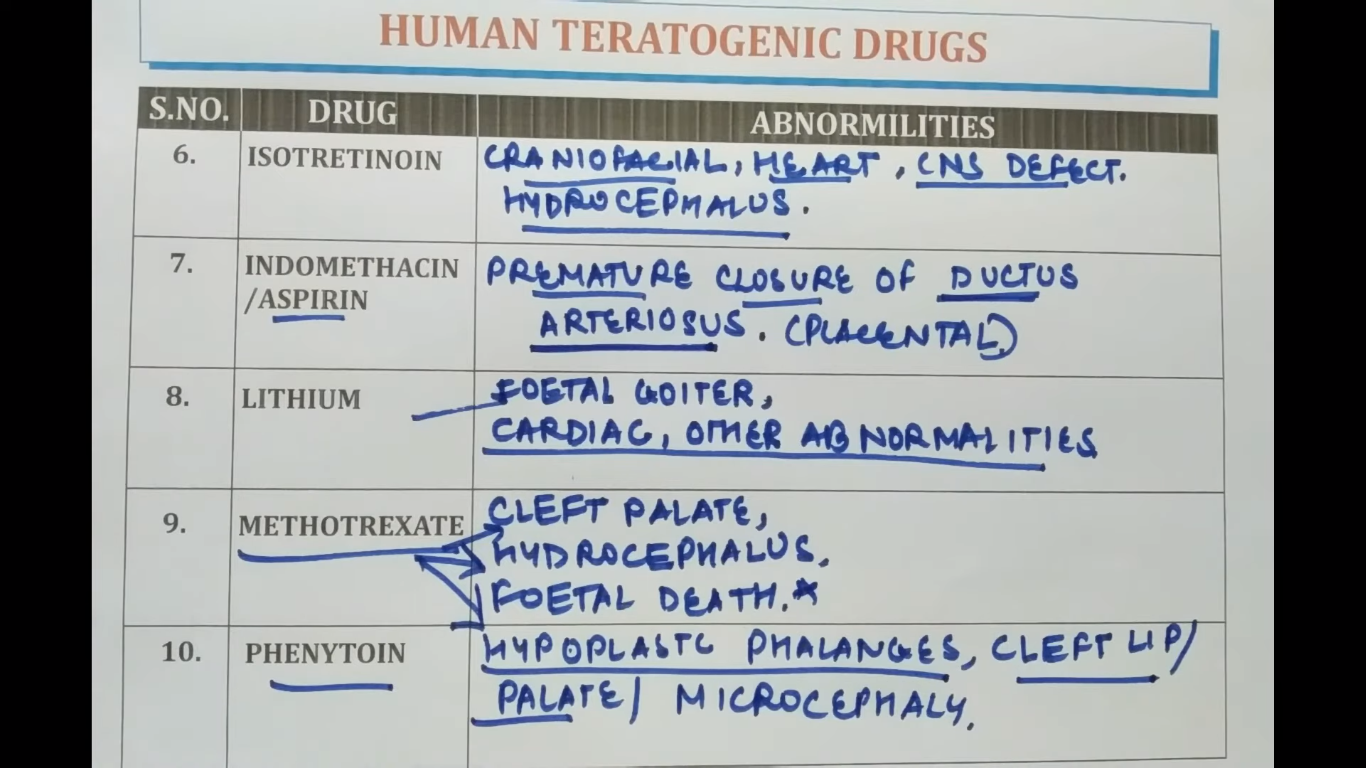 HUMAN TERATOGENIC DRUGS
S.NO. DRUG ABNORMILITIES
6. ISOTRETINOIN CRANIOFACIAL, HEART, CNS DEFECT.
HYDROCEPHALUS.
7. INDOMETHACIN PREMATURE CLOSURE OF DUCTUS
/ASPIRIN ARTERIOSUS. (PLACENTAL)
8. LITHIUM FOETAL GOITER,
CARDIAC, OTHER ABNORMALITIES
9. METHOTREXATE CLEFT PALATE,
HYDROCEPHALUS.
FOETAL DEATH.*
10. PHENYTOIN HYPOPLASTC PHALANGES, CLEFT LIP/
PALATE/ MICROCEPHALY.